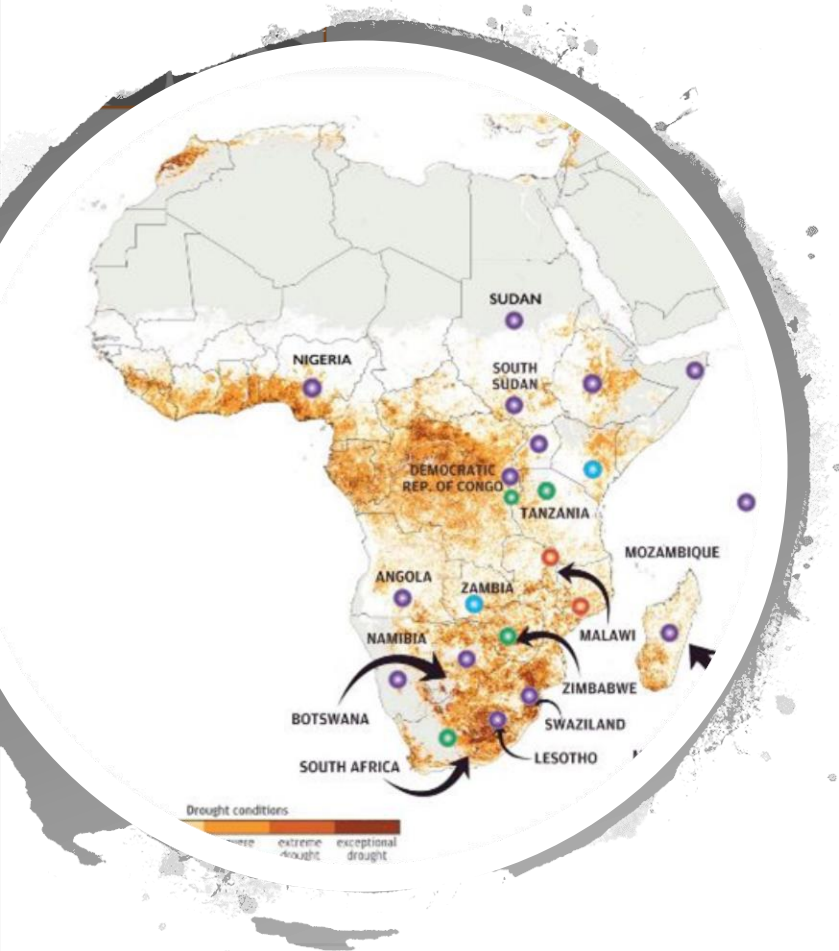 SUDAN
NIGERIA
SOUTH
SUDAN
DEMOCRATIC
REP. OF CONGO
TANZANIA
MOZAMBIQUE
ANGOLA
ZAMBIA
NAMIBIA
MALAWI
ZIMBABWE
BOTSWANA
SWAZILAND
LESOTHO
SOUTH AFRICA
Drought conditions
extreme
drought
exceptional
drought